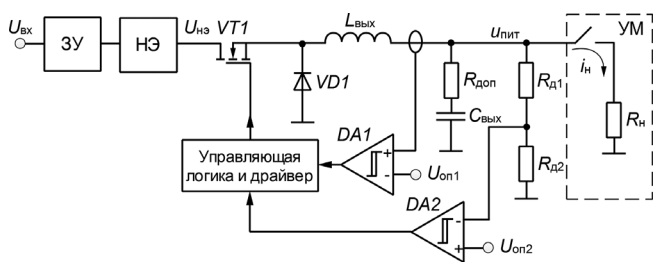 Uвх
ЗУ
НЭ
Uнэ
VT1
Lвых
uпит
УМ
VD1
Rдоп
Cвых
Rд1
iн
Rн
DA1
+
-
Uоп1
Управляющая
логика и драйвер
Rд2
DA2
-
+
Uоп2